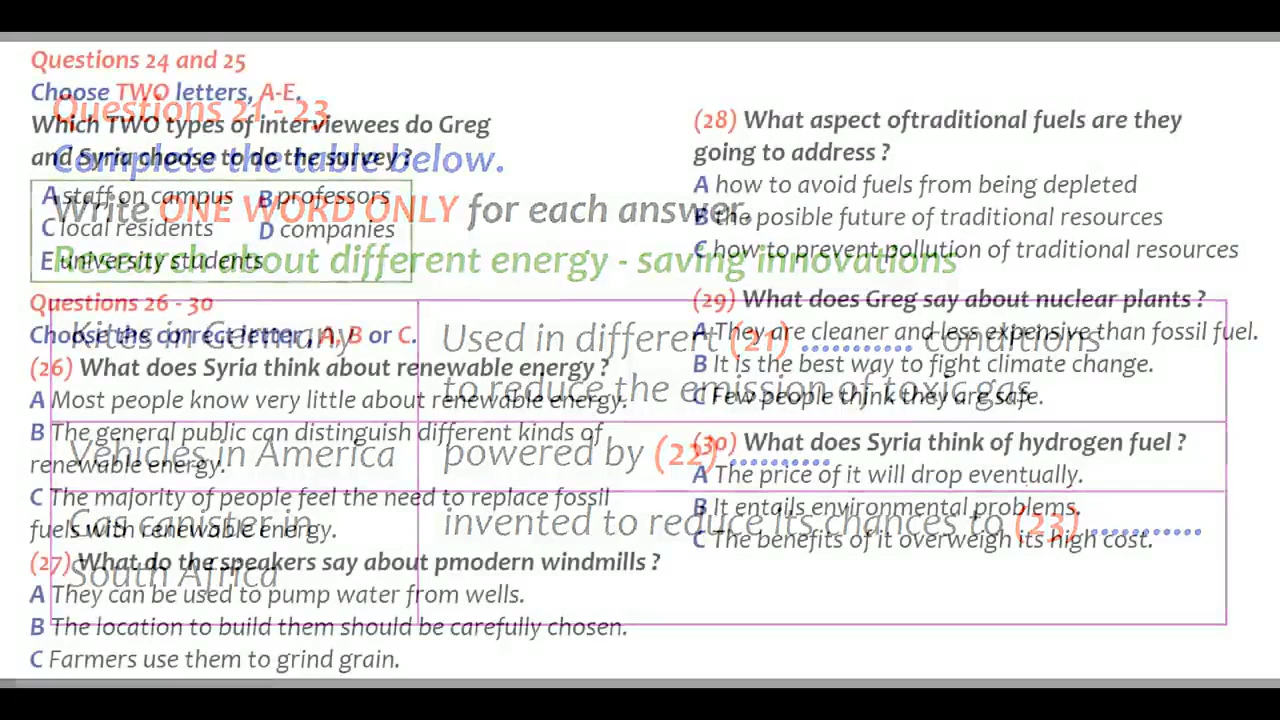 Questions 24 and 25
Choose TWO letters, A-E.
Which TWO types of interviewees do Greg
and Syria choose to do the survey?
A staff on campus B professors
C local residents D companies
E university students
Questions 26 - 30
Choose the correct letter, A, B or C.
(26) What does Syria think about renewable energy ?
A Most people know very little about renewable energy.
B The general public can distinguish different kinds of
renewable energy.
C The majority of people feel the need to replace fossil
fuels with renewable energy.
(27) What do the speakers say about pmodern windmills ?
A They can be used to pump water from wells.
B The location to build them should be carefully chosen.
C Farmers use them to grind grain.
(28) What aspect oftraditional fuels are they
going to address ?
A how to avoid fuels from being depleted
B the posible future of traditional resources
C how to prevent pollution of traditional resources
(29) What does Greg say about nuclear plants ?
A They are cleaner and less expensive than fossil fuel.
B It is the best way to fight climate change.
C Few people think they are safe.
(30) What does Syria think of hydrogen fuel ?
A The price of it will drop eventually.
B It entails environmental problems.
C The benefits of it overweigh its high cost.
Questions 21 - 23
Complete the table below.
Write ONE WORD ONLY for each answer.
Research about different energy - saving innovations
Kites in Germany
Used in different (21) ........... conditions
to reduce the emission of toxic gas
Vehicles in America
powered by (22) ..........
Gas canister in
South Africa
invented to reduce its chances to (23) ...........